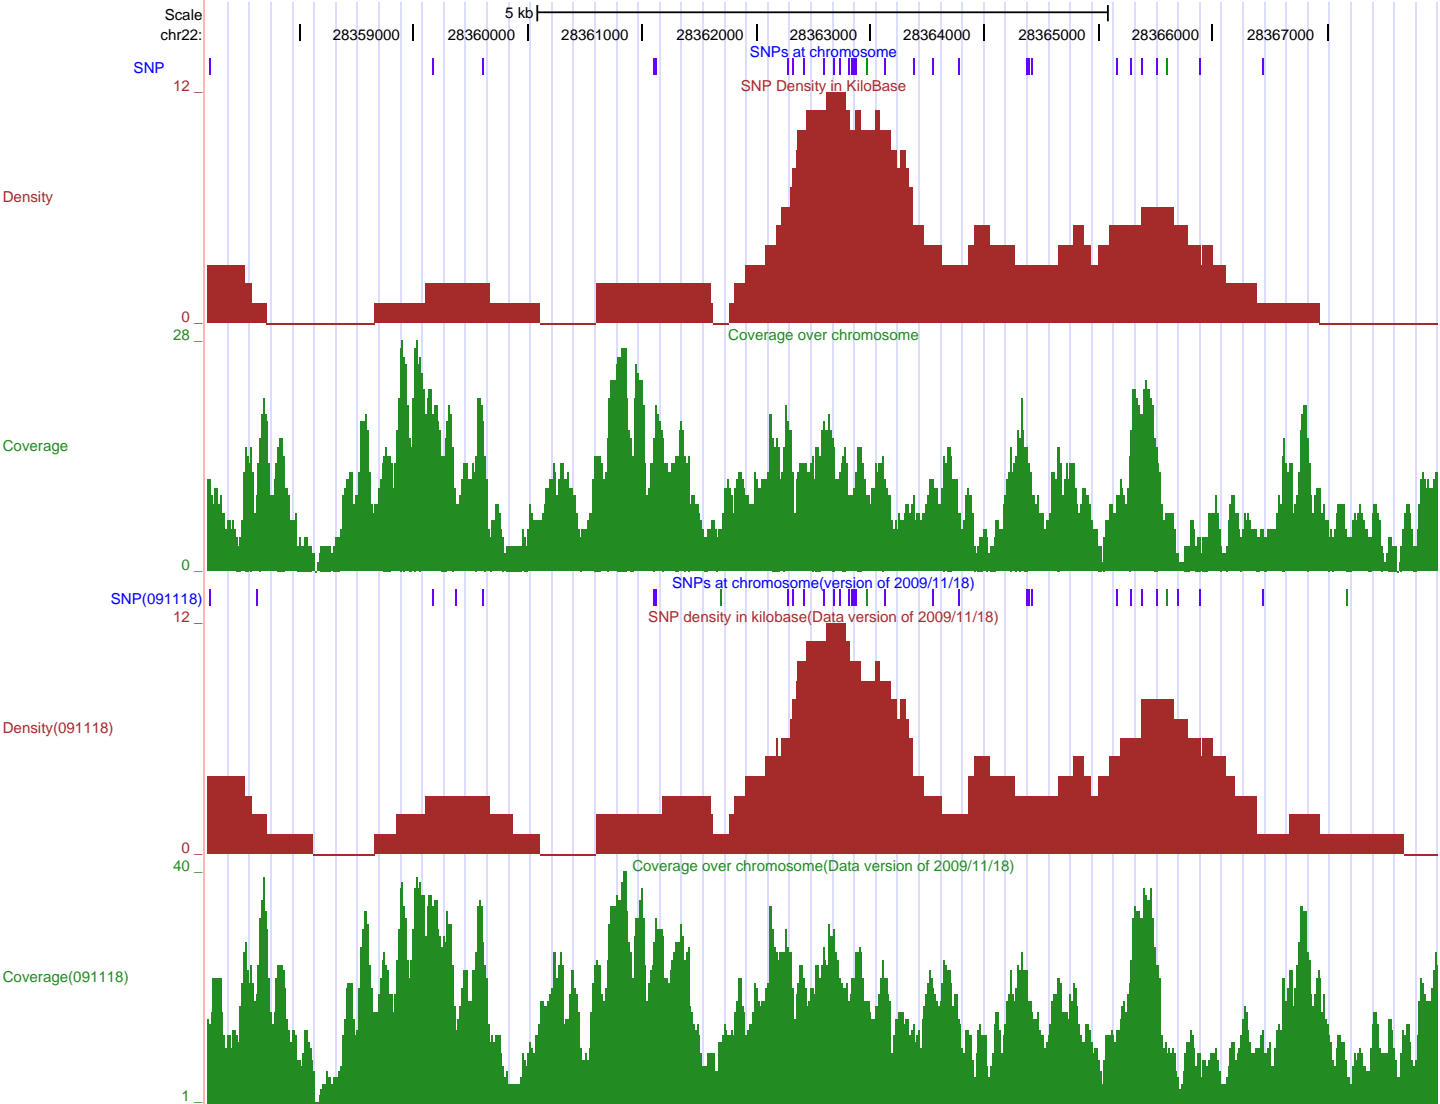 Scale 5 kb
chr22: 28359000 28360000 28361000 28362000 28363000 28364000 28365000 28366000 28367000
SNPs at chromosome
SNP
SNP Density in KiloBase
12 _
Density
0 _
Coverage over chromosome
28 _
Coverage
0 _
SNPs at chromosome(version of 2009/11/18)
SNP(091118)
SNP density in kilobase(Data version of 2009/11/18)
12 _
Density(091118)
0 _
Coverage over chromosome(Data version of 2009/11/18)
40 _
Coverage(091118)
1 _